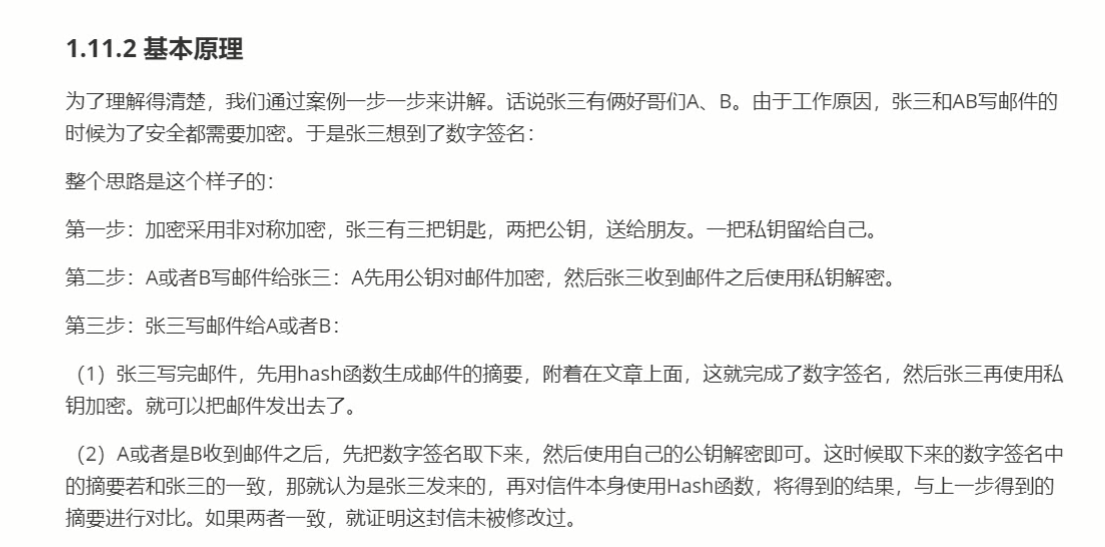 1.11.2 基本原理
为了理解得清楚，我们通过案例一步一步来讲解。话说张三有俩好哥们A、B。由于工作原因，张三和AB写邮件的
时候为了安全都需要加密。于是张三想到了数字签名：
整个思路是这个样子的：
第一步：加密采用非对称加密，张三有三把钥匙，两把公钥，送给朋友。一把私钥留给自己。
第二步：A或者B写邮件给张三：A先用公钥对邮件加密，然后张三收到邮件之后使用私钥解密。
第三步：张三写邮件给A或者B：
（1）张三写完邮件，先用hash函数生成邮件的摘要，附着在文章上面，这就完成了数字签名，然后张三再使用私
钥加密。就可以把邮件发出去了。
（2）A或者是B收到邮件之后，先把数字签名取下来，然后使用自己的公钥解密即可。这时候取下来的数字签名中
的摘要若和张三的一致，那就认为是张三发来的，再对信件本身使用Hash函数，将得到的结果，与上一步得到的
摘要进行对比。如果两者一致，就证明这封信未被修改过。